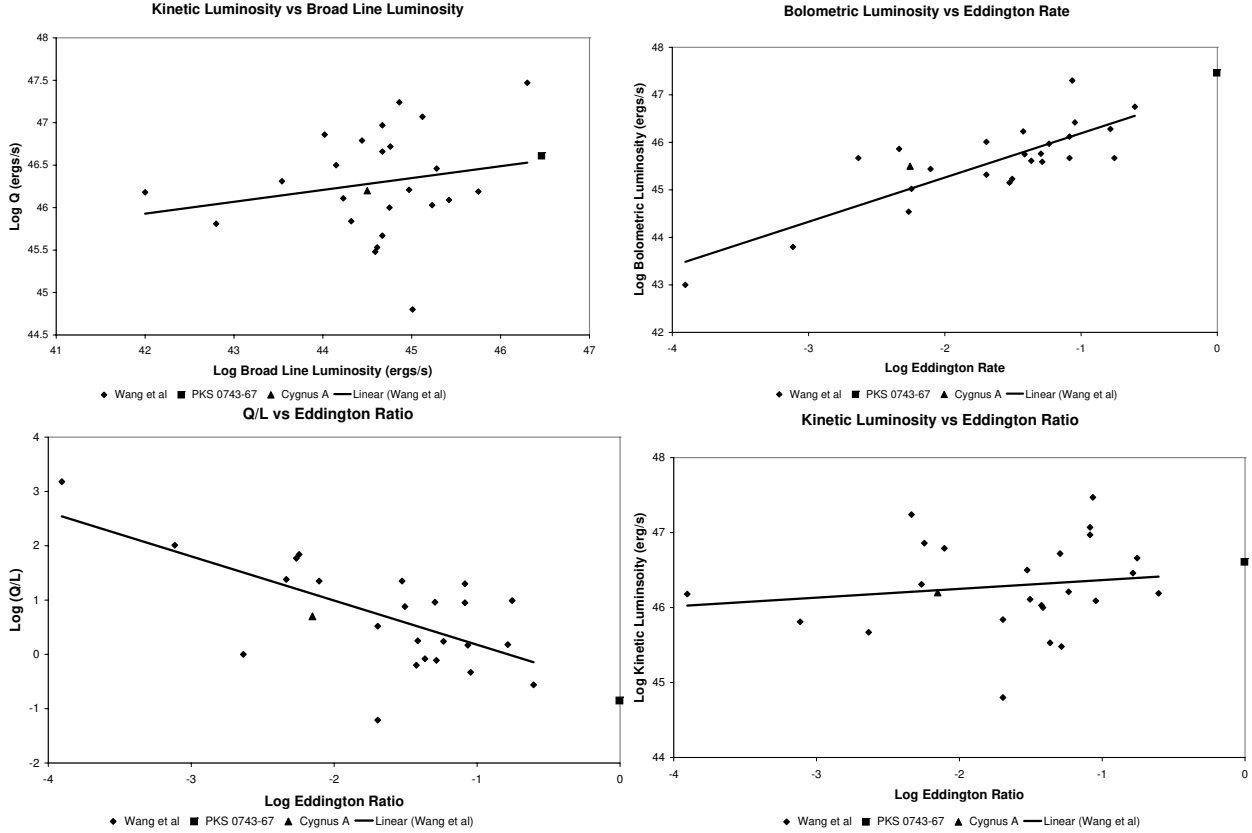 Kinetic Luminosity vs Broad Line Luminosity
48
47.5
47
46.5
46
45.5
45
44.5
Log Q (ergs/s)
41 42 43 44 45 46 47
Log Broad Line Luminosity (ergs/s)
Wang et al PKS 0743-67 Cygnus A Linear (Wang et al)
Bolometric Luminosity vs Eddington Rate
48
47
46
45
44
43
42
Log Bolometric Luminosity (ergs/s)
-4 -3 -2 -1 0
Log Eddington Rate
Wang et al PKS 0743-67 Cygnus A Linear (Wang et al)
Q/L vs Eddington Ratio
4
3
2
1
0
-1
-2
Log (Q/L)
-4 -3 -2 -1 0
Log Eddington Ratio
Wang et al PKS 0743-67 Cygnus A Linear (Wang et al)
Kinetic Luminosity vs Eddington Ratio
48
47
46
45
44
Log Kinetic Luminsoity (erg/s)
-4 -3 -2 -1 0
Log Eddington Ratio
Wang et al PKS 0743-67 Cygnus A Linear (Wang et al)